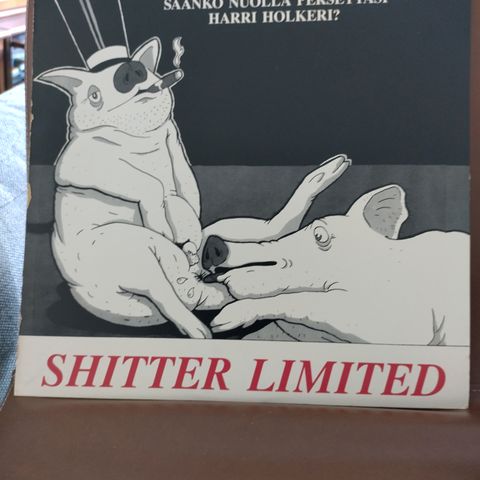 SAANKO NUOLLA PERSETTÄSI
HARRI HOLKERI?
SHITTER LIMITED